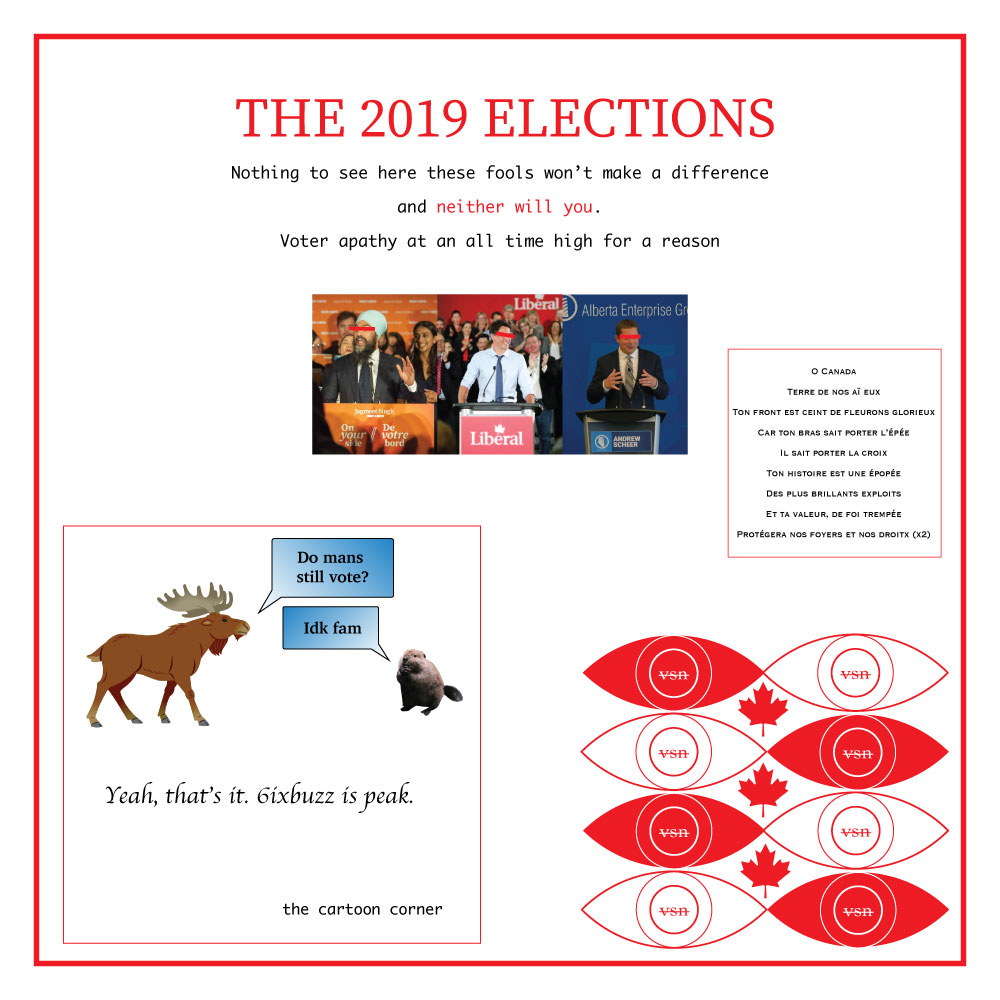 THE 2019 ELECTIONS
Nothing to see here these fools won’t make a difference
and neither will you.
Voter apathy at an all time high for a reason
Liberal
Alberta Enterprise Gr
Jagmeet Singh
On your side // De votre bord
Liberal
ANDREW
SCHEER
O CANADA
TERRE DE NOS AÏ EUX
TON FRONT EST CEINT DE FLEURONS GLORIEUX
CAR TON BRAS SAIT PORTER L'ÉPÉE
IL SAIT PORTER LA CROIX
TON HISTOIRE EST UNE ÉPOPÉE
DES PLUS BRILLANTS EXPLOITS
ET TA VALEUR, DE FOI TREMPÉE
PROTÉGERA NOS FOYERS ET NOS DROITX (X2)
Do mans
still vote?
Idk fam
Yeah, that's it. 6ixbuzz is peak.
the cartoon corner
vsn
vsn
vsn
vsn
vsn
vsn
vsn
vsn